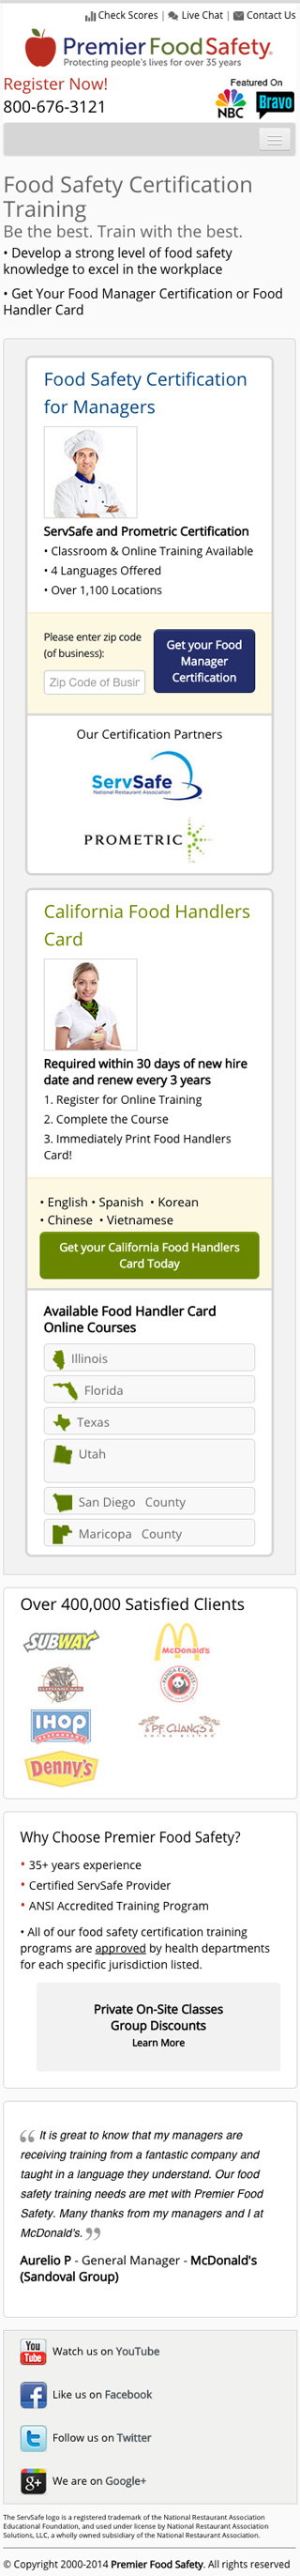 Check Scores | Live Chat | Contact Us
Premier Food Safety.
Protecting people's lives for over 35 years
Register Now!
800-676-3121
Featured On
NBC
Bravo
Food Safety Certification
Training
Be the best. Train with the best.
• Develop a strong level of food safety
knowledge to excel in the workplace
• Get Your Food Manager Certification or Food
Handler Card
Food Safety Certification
for Managers
ServSafe and Prometric Certification
• Classroom & Online Training Available
• 4 Languages Offered
• Over 1,100 Locations
Please enter zip code
(of business):
Zip Code of Busir
Get your Food
Manager
Certification
Our Certification Partners
ServSafe
National Restaurant Association
PROMETRIC
California Food Handlers
Card
Required within 30 days of new hire
date and renew every 3 years
1. Register for Online Training
2. Complete the Course
3. Immediately Print Food Handlers
Card!
• English • Spanish • Korean
• Chinese • Vietnamese
Get your California Food Handlers
Card Today
Available Food Handler Card
Online Courses
Illinois
Florida
Texas
Utah
San Diego County
Maricopa County
Over 400,000 Satisfied Clients
SUBWAY
McDonald's
PANDA EXPRESS
IHOP
RESTAURANT
P.F. CHANG'S
CHINA BISTRO
Denny's
Why Choose Premier Food Safety?
• 35+ years experience
• Certified ServSafe Provider
• ANSI Accredited Training Program
• All of our food safety certification training
programs are approved by health departments
for each specific jurisdiction listed.
Private On-Site Classes
Group Discounts
Learn More
“ It is great to know that my managers are
receiving training from a fantastic company and
taught in a language they understand. Our food
safety training needs are met with Premier Food
Safety. Many thanks from my managers and I at
McDonald's. ”
Aurelio P - General Manager - McDonald's
(Sandoval Group)
You
Tube
Watch us on YouTube
Like us on Facebook
Follow us on Twitter
g+
We are on Google+
The ServSafe logo is a registered trademark of the National Restaurant Association
Educational Foundation, and used under license by National Restaurant Association
Solutions, LLC, a wholly owned subsidiary of the National Restaurant Association.
© Copyright 2000-2014 Premier Food Safety. All rights reserved